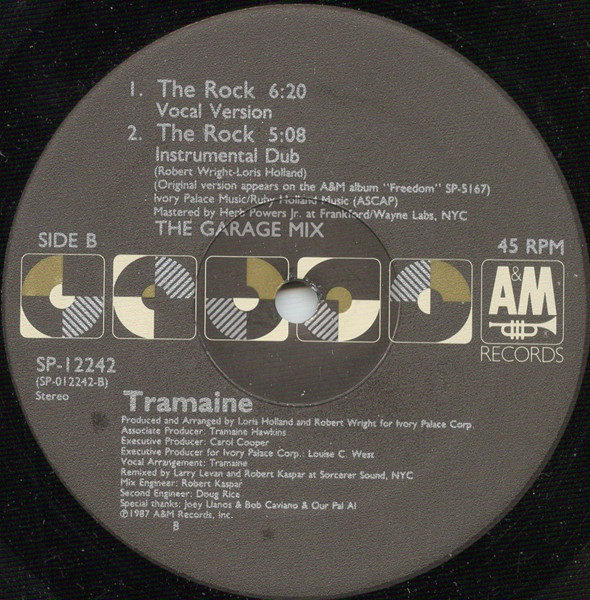 1. The Rock 6:20
Vocal Version
2. The Rock 5:08
Instrumental Dub
(Robert Wright-Loris Holland)
(Original version appears on the A&M album "Freedom" SP-5167)
Ivory Palace Music/Ruby Holland Music (ASCAP)
Mastered by Herb Powers Jr. at Frankford/Wayne Labs, NYC
THE GARAGE MIX
SIDE B
45 RPM
&
A M
RECORDS
SP-12242
(SP-012242-B)
Stereo
Tramaine
Produced and Arranged by Loris Holland and Robert Wright for Ivory Palace Corp.
Associate Producer: Tramaine Hawkins
Executive Producer: Carol Cooper
Executive Producer for Ivory Palace Corp.: Louise C. West
Vocal Arrangement: Tramaine
Remixed by Larry Levan and Robert Kaspar at Sorcerer Sound, NYC
Mix Engineer: Robert Kaspar
Second Engineer: Doug Rice
Special thanks: Joey Llanos & Bob Caviano & Our Pal Al
℗1987 A&M Records, Inc.
B